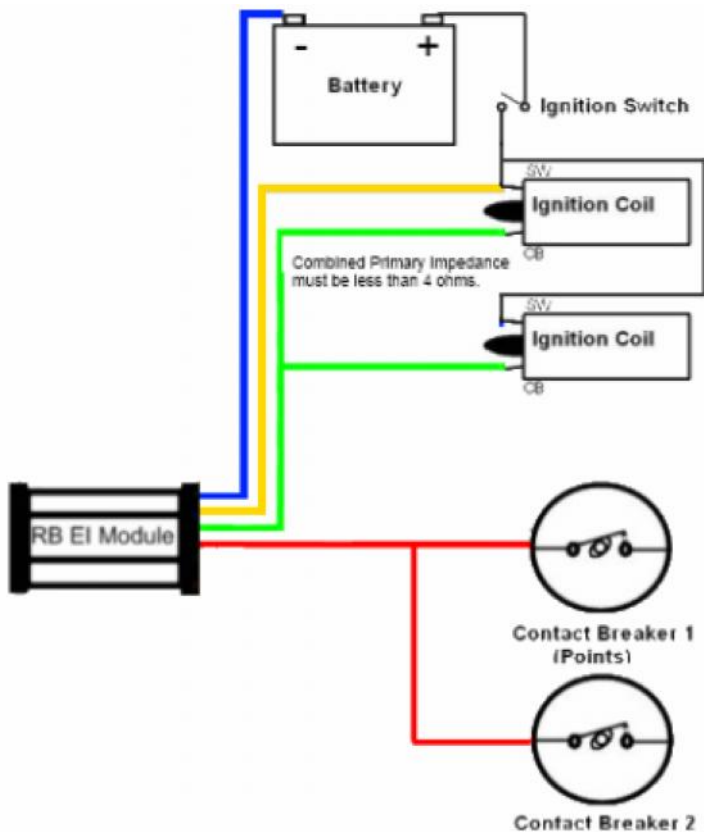 - +
Battery
Ignition Switch
SW
Ignition Coil
CB
Combined Primary Impedance
must be less than 4 ohms.
SW
Ignition Coil
CB
RB EI Module
Contact Breaker 1
(Points)
Contact Breaker 2